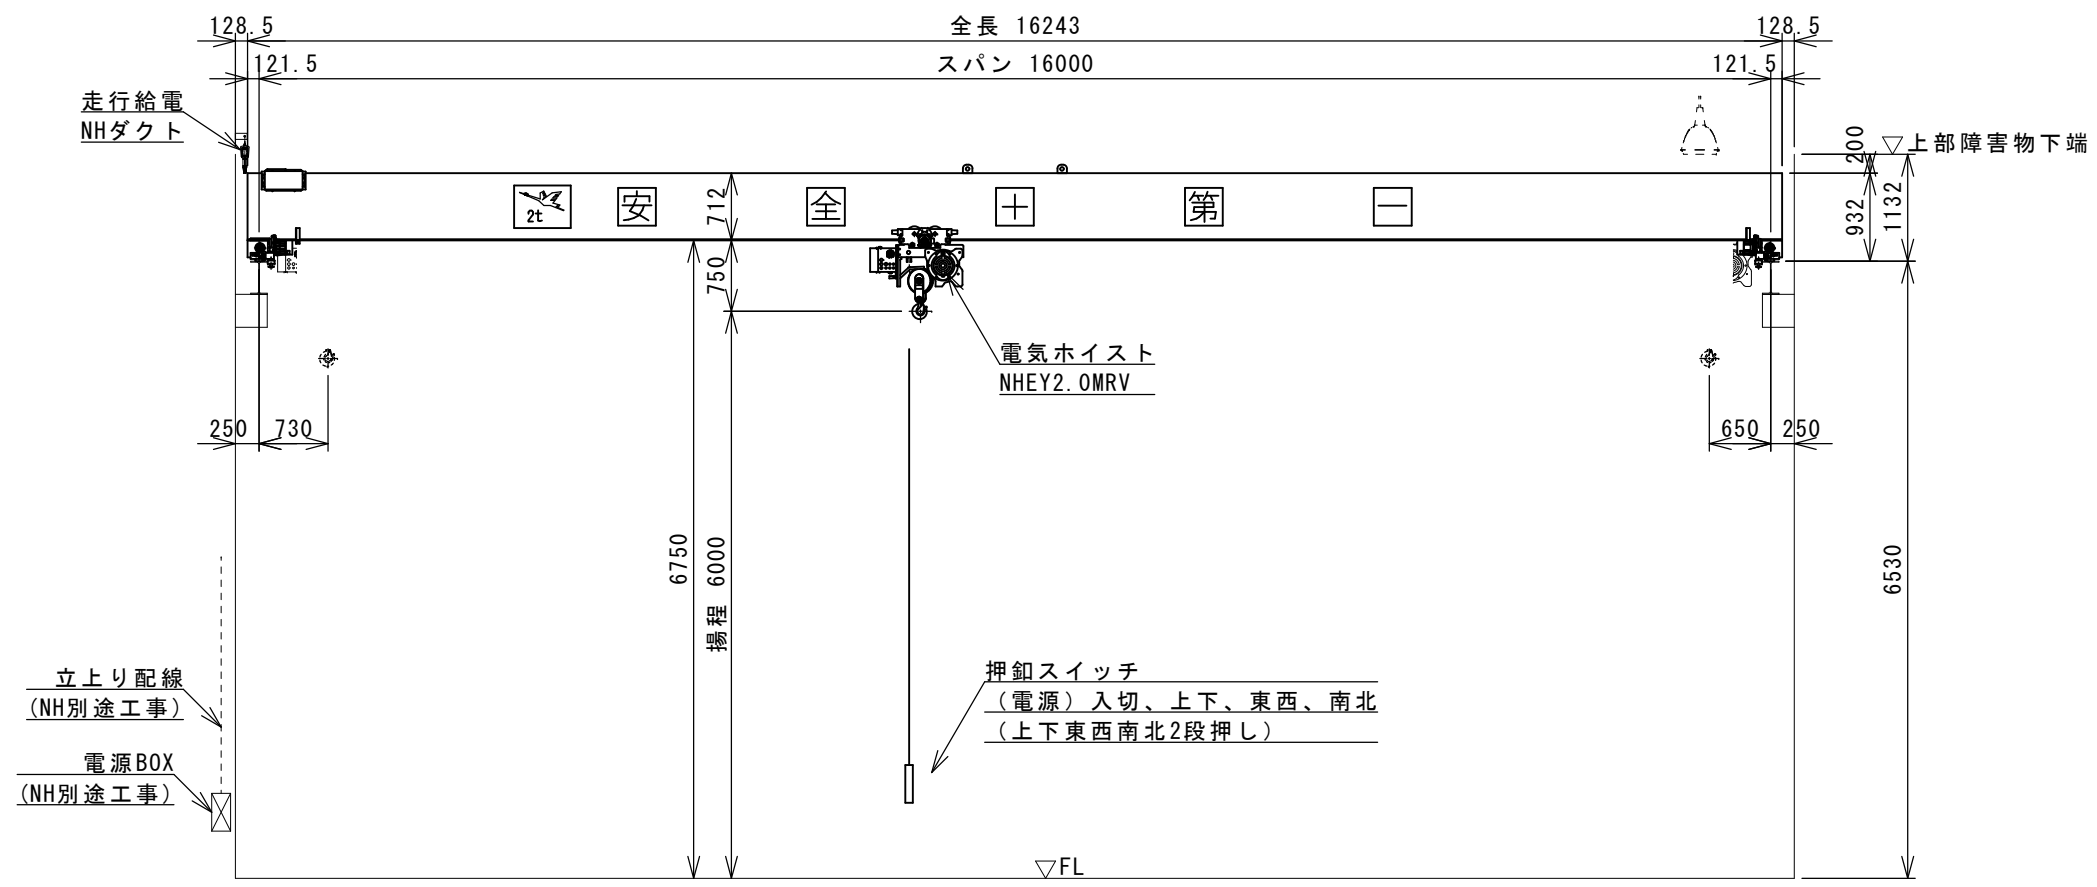 128.5
全長 16243
128.5
121.5
スパン 16000
121.5
走行給電
NHダクト
200
▽上部障害物下端
2t
安
全
十
第
一
712
932
1132
750
電気ホイスト
NHEY2.0MRV
250
730
650
250
6750
揚程 6000
6530
立上り配線
(NH別途工事)
押釦スイッチ
(電源)入切、上下、東西、南北
(上下東西南北2段押し)
電源BOX
(NH別途工事)
▽FL